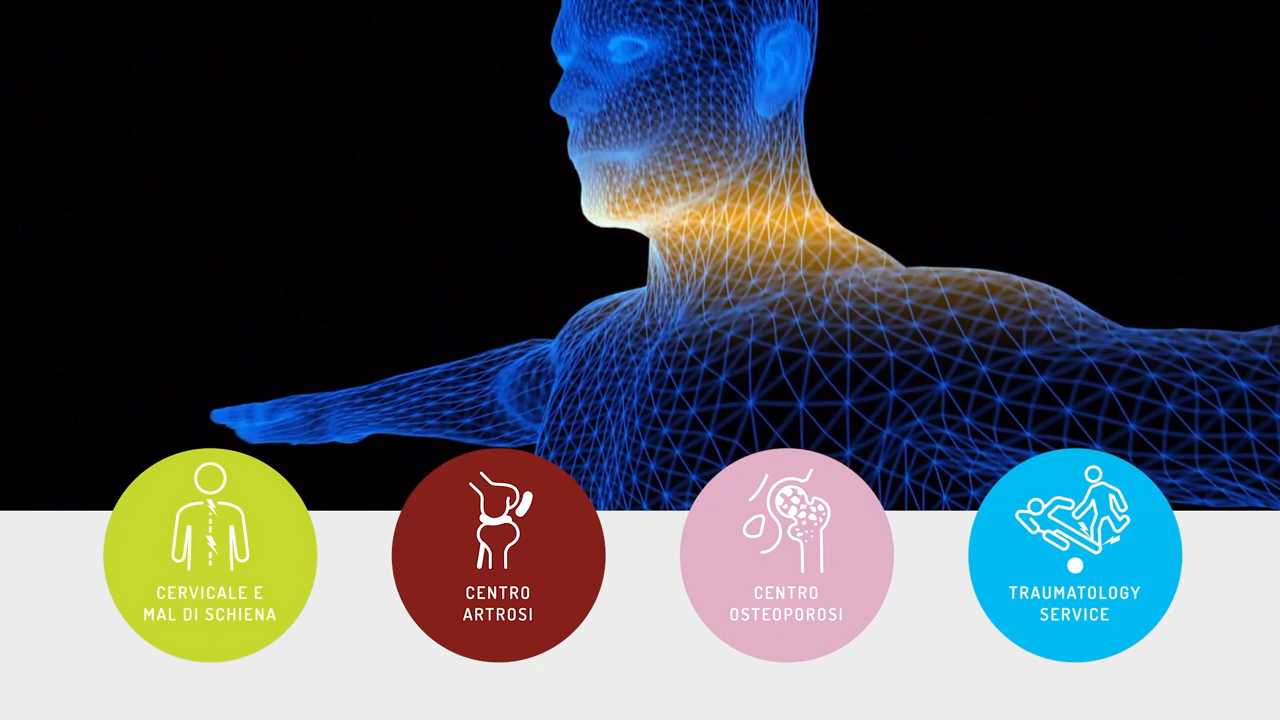 CERVICALE E
MAL DI SCHIENA
CENTRO
ARTROSI
CENTRO
OSTEOPOROSI
TRAUMATOLOGY
SERVICE